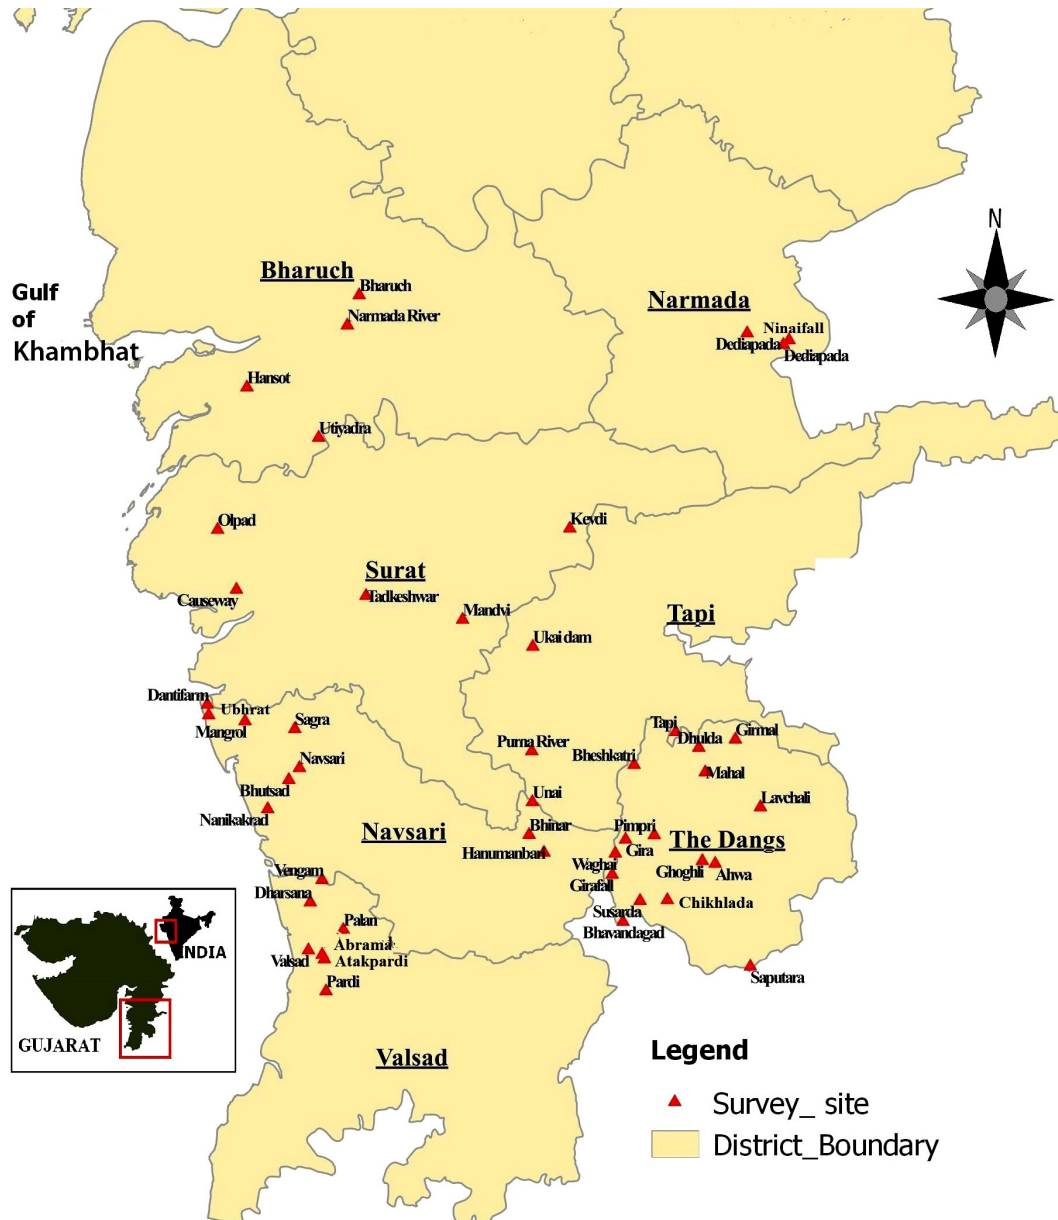 N
Bharuch
Bharuch
Gulf
of
Khambhat
Narmada
Narmada River
Ninaifall
Dediapada
Dediapada
Hansot
Utiyadra
Olpad
Kevdi
Surat
Tadkeshwar
Causeway
Mandvi
Tapi
Ukai dam
Dantifarm
Ubhrat
Mangrol
Sagra
Tapi
Girmal
Dhulda
Purna River
Bheshkatri
Navsari
Mahal
Bhutsad
Unai
Lavchali
Nanikakrad
Navsari
Bhinar
Pimpri
The Dangs
Hanumanbari
Gira
Waghai
Ghoghli
Ahwa
Vengam
Girafall
Dharsana
Chikhlada
Susarda
Palan
Bhavandagad
Abrama
Valsad
Atakpardi
Saputara
Pardi
INDIA
GUJARAT
Valsad
Legend
Survey_ site
District_Boundary